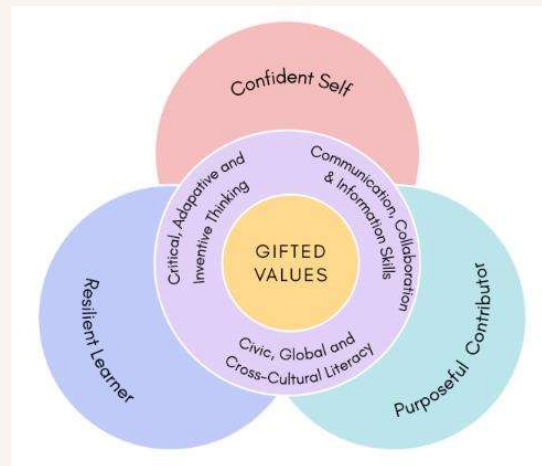 Confident Self
Critical, Adapative and
Inventive Thinking
Communication, Collaboration
& Information Skills
GIFTED
VALUES
Civic, Global and
Cross-Cultural Literacy
Resilient Learner
Purposeful Contributor